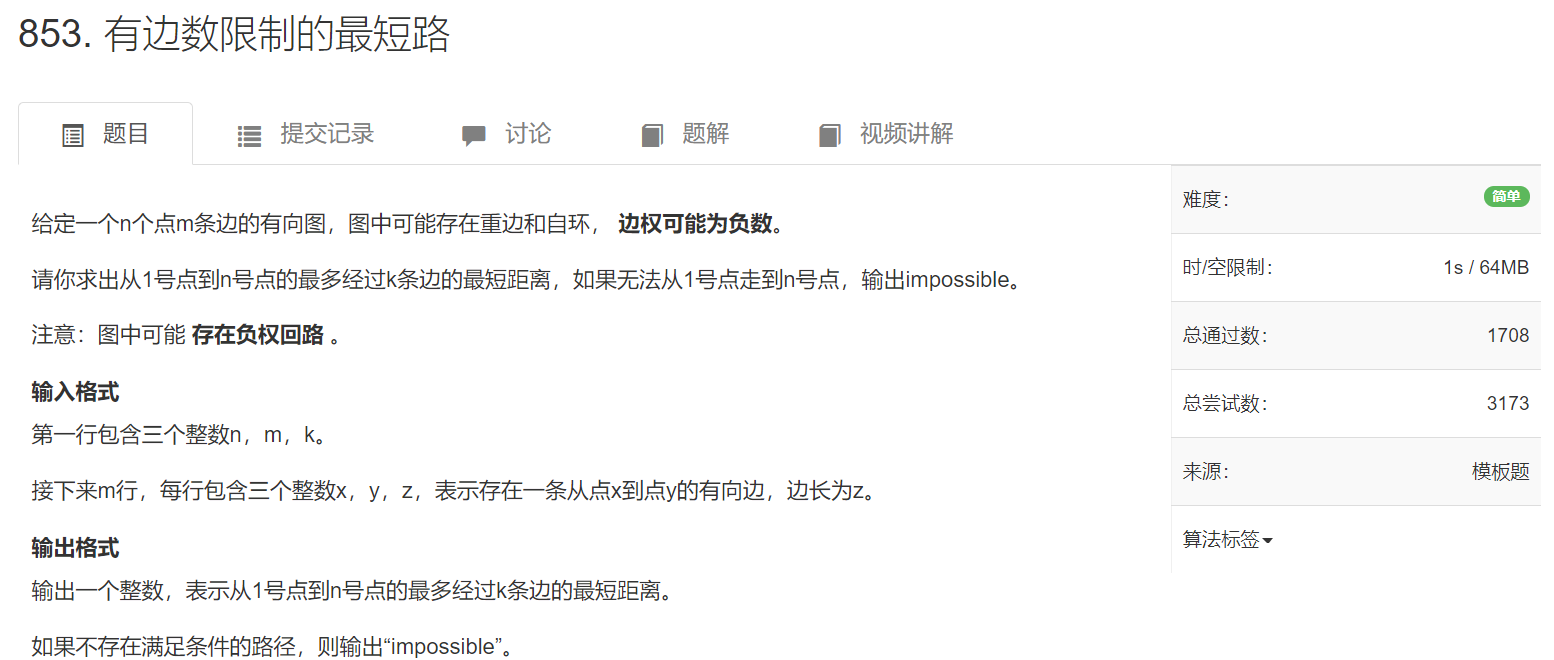 853. 有边数限制的最短路
题目 提交记录 讨论 题解 视频讲解
给定一个n个点m条边的有向图，图中可能存在重边和自环， 边权可能为负数。
请你求出从1号点到n号点的最多经过k条边的最短距离，如果无法从1号点走到n号点，输出impossible。
注意：图中可能 存在负权回路 。
输入格式
第一行包含三个整数n，m，k。
接下来m行，每行包含三个整数x，y，z，表示存在一条从点x到点y的有向边，边长为z。
输出格式
输出一个整数，表示从1号点到n号点的最多经过k条边的最短距离。
如果不存在满足条件的路径，则输出“impossible”。
难度： 简单
时/空限制： 1s / 64MB
总通过数： 1708
总尝试数： 3173
来源： 模板题
算法标签